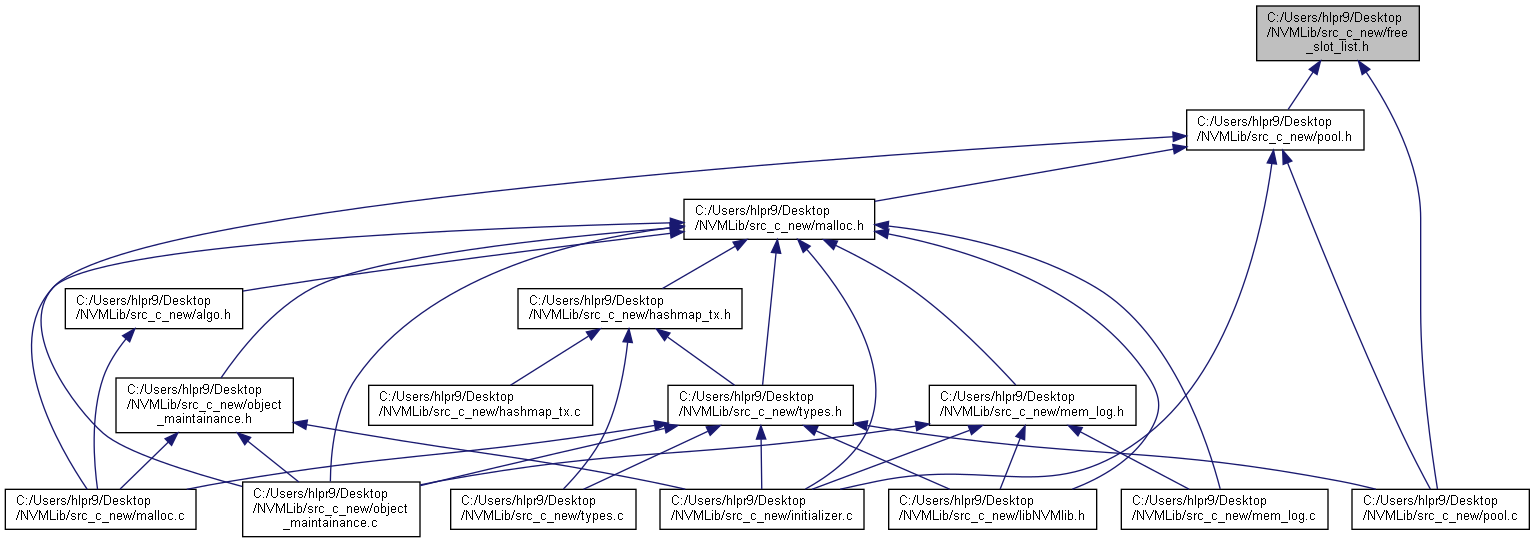 C:/Users/hlpr9/Desktop
/NVMLib/src_c_new/free
_slot_list.h
C:/Users/hlpr9/Desktop
/NVMLib/src_c_new/pool.h
C:/Users/hlpr9/Desktop
/NVMLib/src_c_new/malloc.h
C:/Users/hlpr9/Desktop
/NVMLib/src_c_new/algo.h
C:/Users/hlpr9/Desktop
/NVMLib/src_c_new/hashmap_tx.h
C:/Users/hlpr9/Desktop
/NVMLib/src_c_new/object
_maintainance.h
C:/Users/hlpr9/Desktop
/NVMLib/src_c_new/hashmap_tx.c
C:/Users/hlpr9/Desktop
/NVMLib/src_c_new/types.h
C:/Users/hlpr9/Desktop
/NVMLib/src_c_new/mem_log.h
C:/Users/hlpr9/Desktop
/NVMLib/src_c_new/malloc.c
C:/Users/hlpr9/Desktop
/NVMLib/src_c_new/object
_maintainance.c
C:/Users/hlpr9/Desktop
/NVMLib/src_c_new/types.c
C:/Users/hlpr9/Desktop
/NVMLib/src_c_new/initializer.c
C:/Users/hlpr9/Desktop
/NVMLib/src_c_new/libNVMlib.h
C:/Users/hlpr9/Desktop
/NVMLib/src_c_new/mem_log.c
C:/Users/hlpr9/Desktop
/NVMLib/src_c_new/pool.c